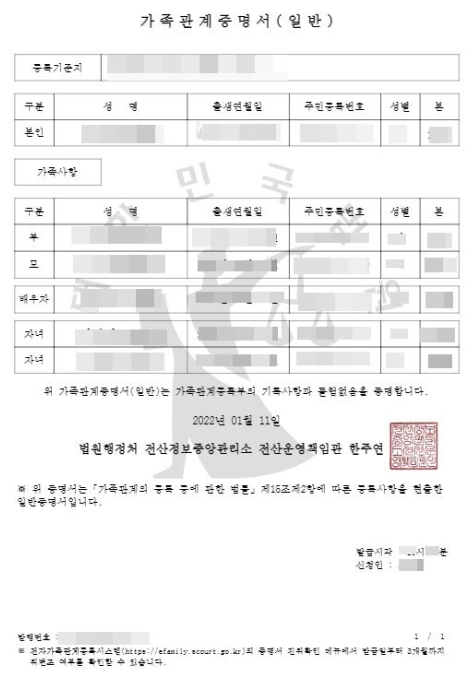 가족관계증명서(일반)
등록기준지
구분 성 명 출생연월일 주민등록번호 성별 본
본인
가족사항
대한민국법원
구분 성 명 출생연월일 주민등록번호 성별 본
부
모
배우자
자녀
자녀
위 가족관계증명서(일반)는 가족관계등록부의 기록사항과 틀림없음을 증명합니다.
2022년 01월 11일
법원행정처 전산정보중앙관리소 전산운영책임관 한주연
※ 위 증명서는 「가족관계의 등록 등에 관한 법률」 제15조제2항에 따른 등록사항을 현출한
일반증명서입니다.
발급시각 시 분
신청인 :
발행번호 : 1 / 1
※ 전자가족관계등록시스템(https://efamily.scourt.go.kr)의 증명서 진위확인 메뉴에서 발급일부터 3개월까지
위변조 여부를 확인할 수 있습니다.